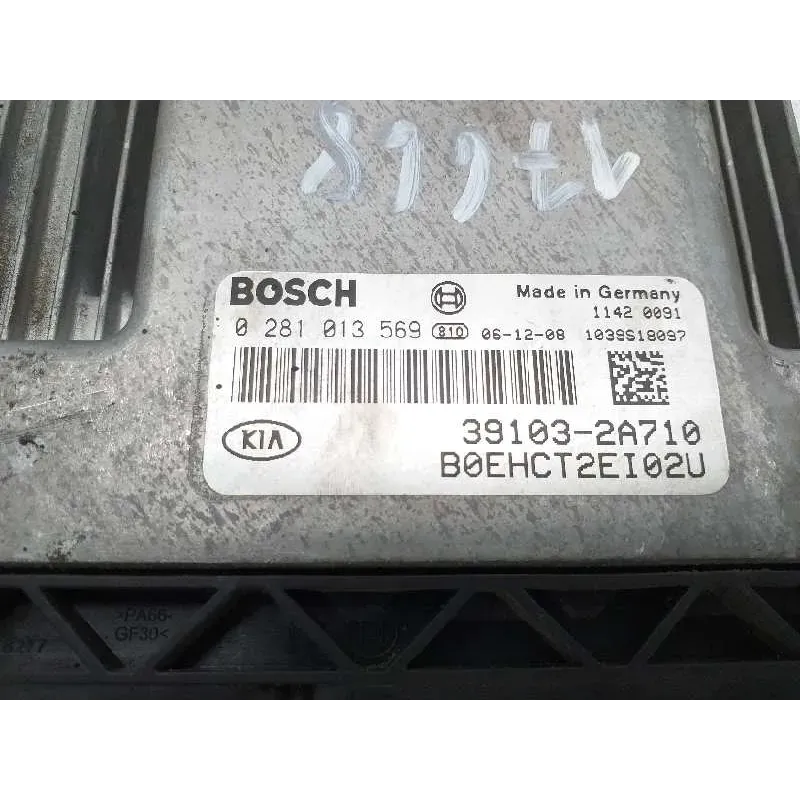 17668
BOSCH
Made in Germany
1142 0091
0 281 013 569 810 06-12-08 1039S18097
KIA
39103-2A710
B0EHCT2EI02U
>PA66-
GF30<